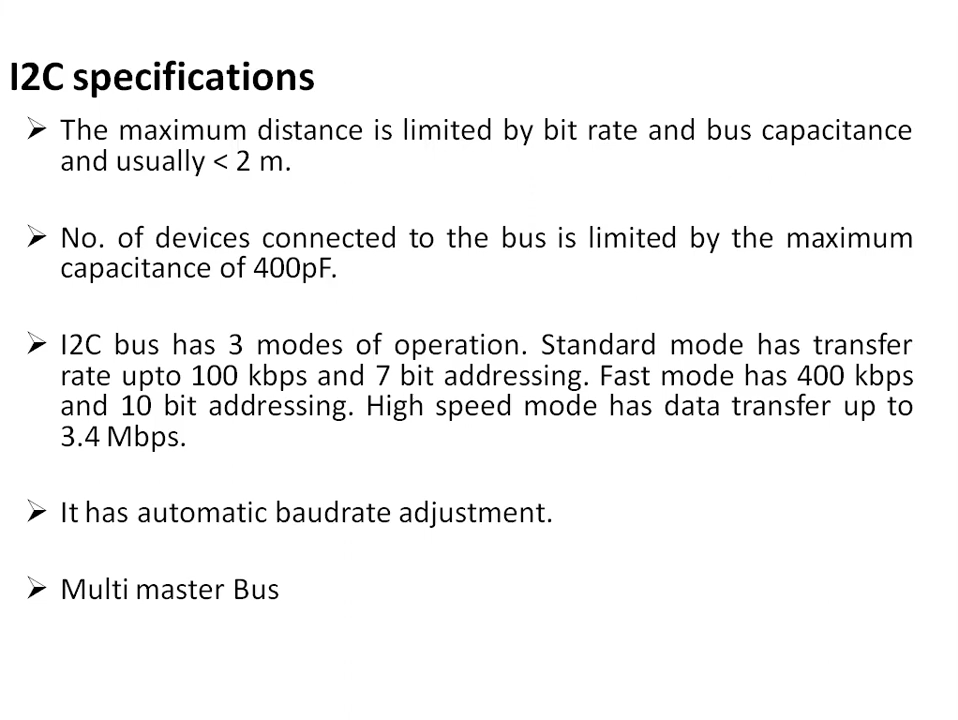 I2C specifications
➢ The maximum distance is limited by bit rate and bus capacitance
and usually < 2 m.
➢ No. of devices connected to the bus is limited by the maximum
capacitance of 400pF.
➢ I2C bus has 3 modes of operation. Standard mode has transfer
rate upto 100 kbps and 7 bit addressing. Fast mode has 400 kbps
and 10 bit addressing. High speed mode has data transfer up to
3.4 Mbps.
➢ It has automatic baudrate adjustment.
➢ Multi master Bus